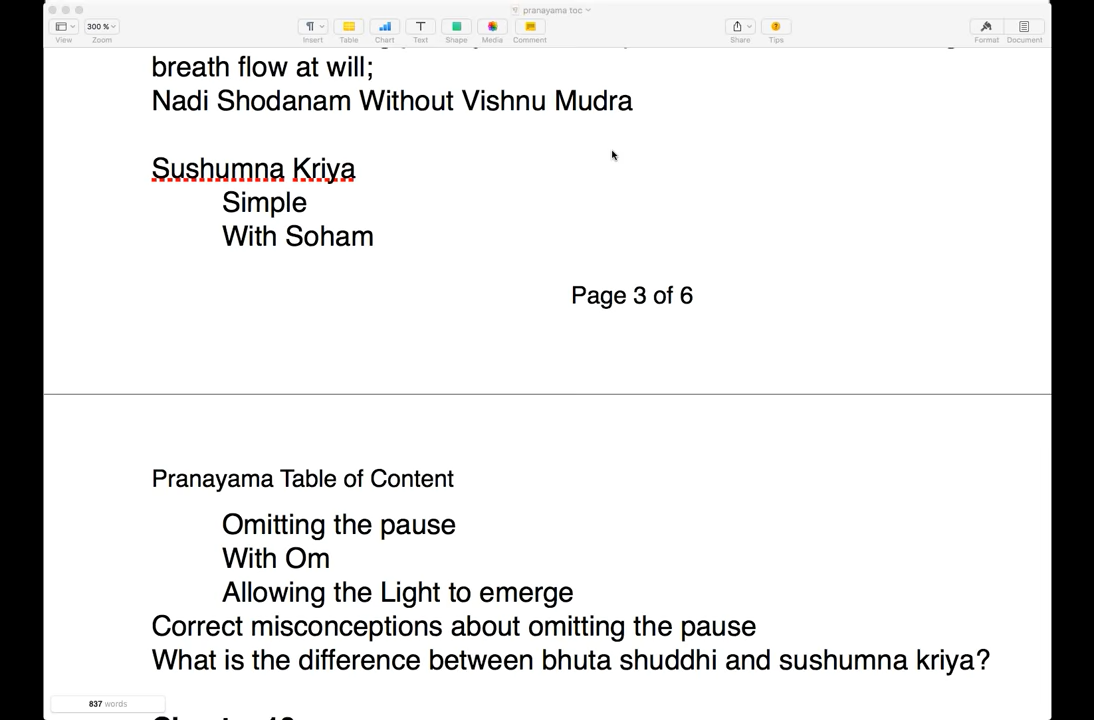 pranayama toc
300 %
View
Zoom
Insert
Table
Chart
Text
Shape
Media
Comment
Share
Tips
Format
Document
breath flow at will;
Nadi Shodanam Without Vishnu Mudra
Sushumna Kriya
Simple
With Soham
Page 3 of 6
Pranayama Table of Content
Omitting the pause
With Om
Allowing the Light to emerge
Correct misconceptions about omitting the pause
What is the difference between bhuta shuddhi and sushumna kriya?
837 words